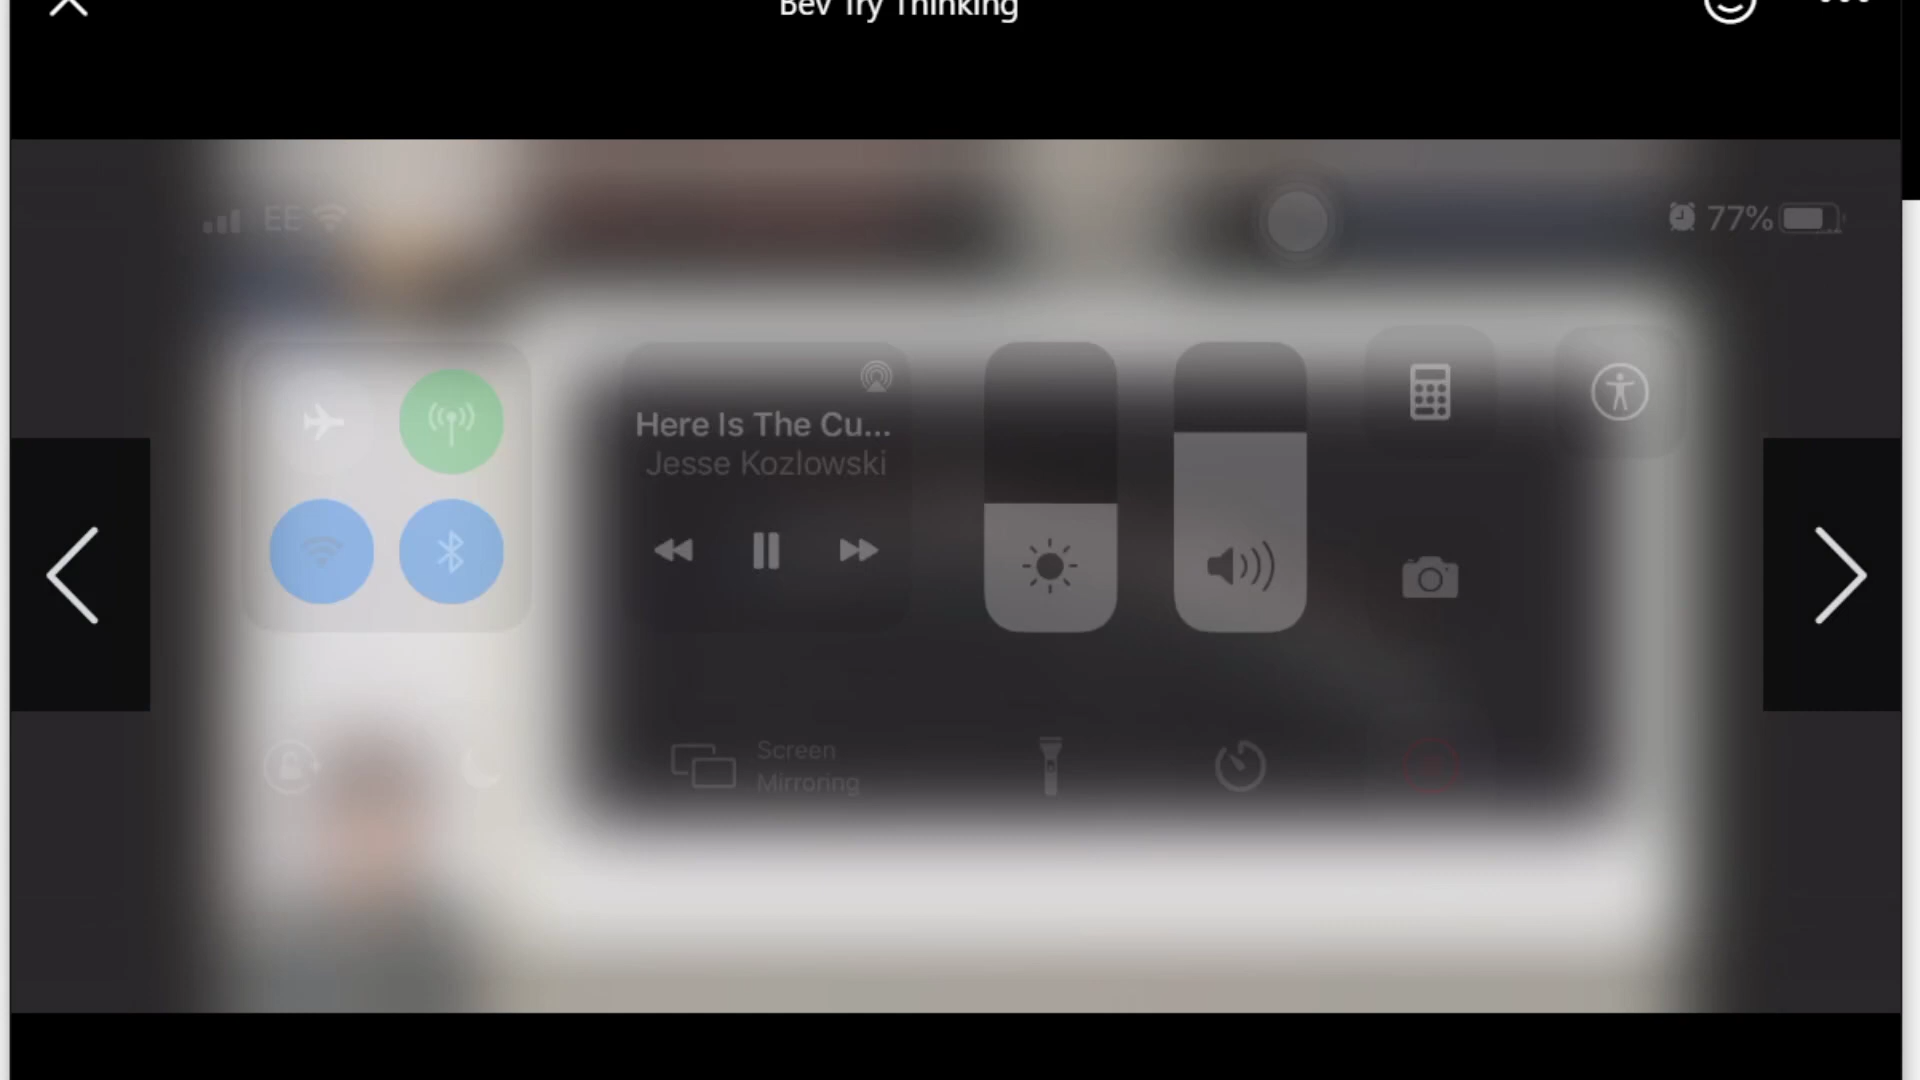 Bev Try Thinking
EE
77%
Here Is The Cu...
Jesse Kozlowski
Screen
Mirroring